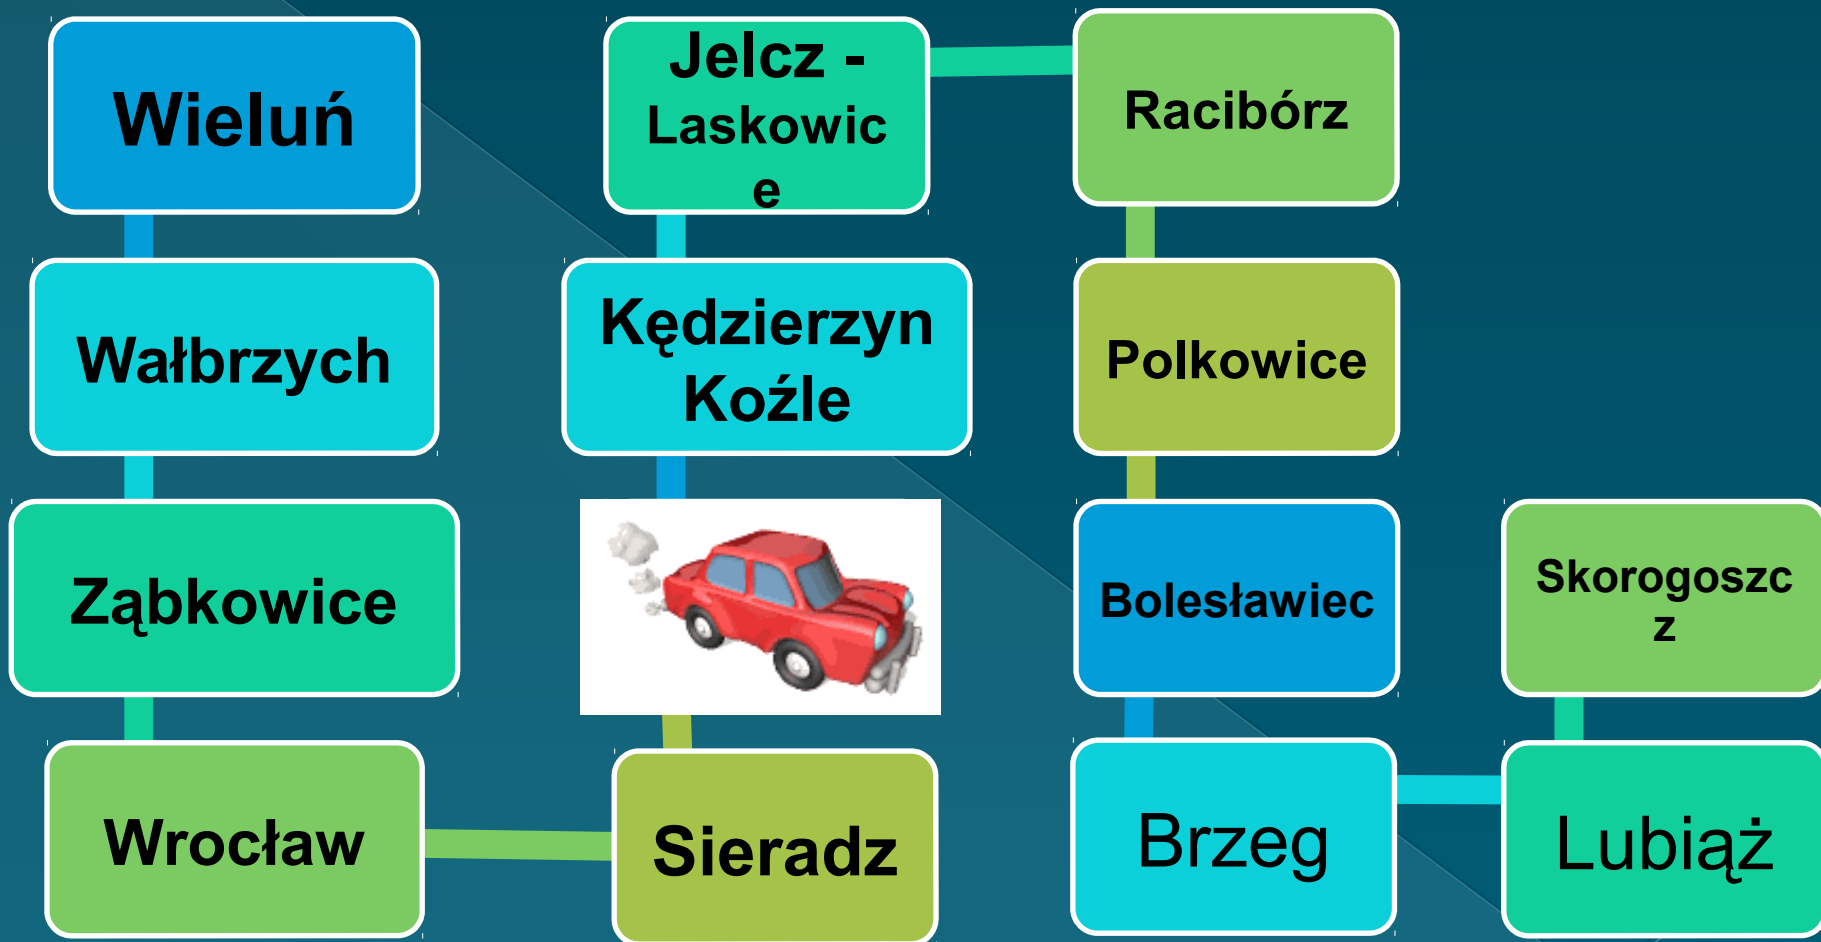 Wieluń
Wałbrzych
Ząbkowice
Wrocław
Sieradz
Kędzierzyn
Koźle
Jelcz -
Laskowic
e
Racibórz
Polkowice
Bolesławiec
Brzeg
Lubiąż
Skorogoszc
z